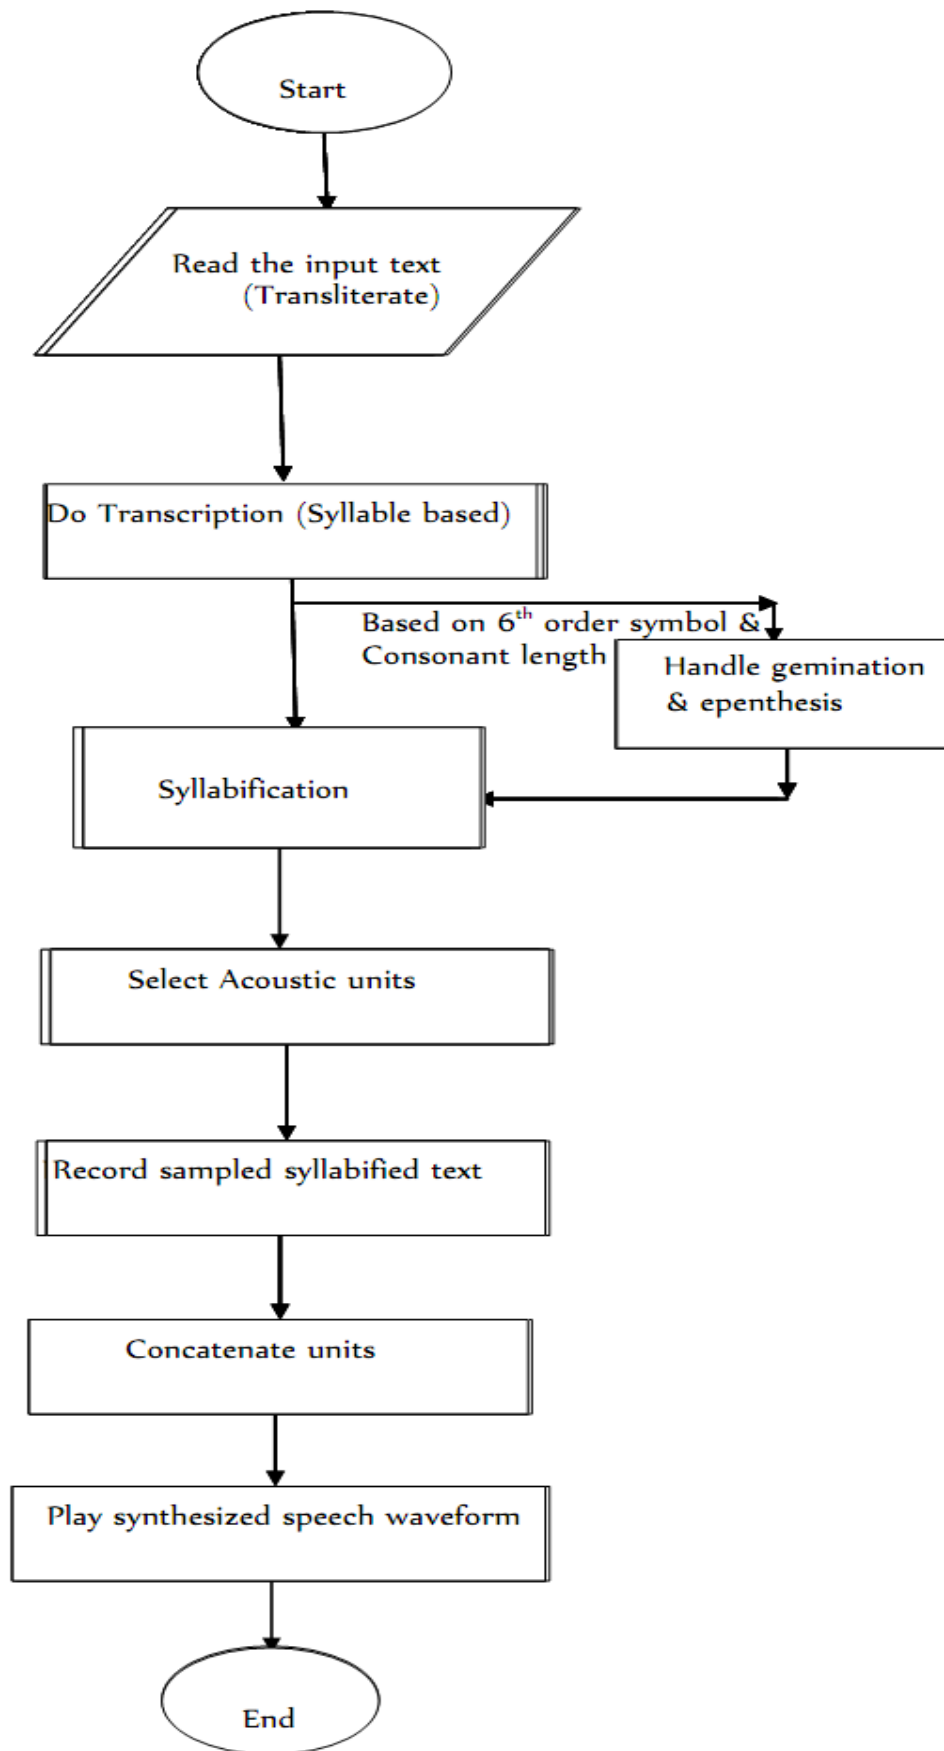 Start
Read the input text
(Transliterate)
Do Transcription (Syllable based)
Based on 6th order symbol &
Consonant length
Handle gemination
& epenthesis
Syllabification
Select Acoustic units
Record sampled syllabified text
Concatenate units
Play synthesized speech waveform
End